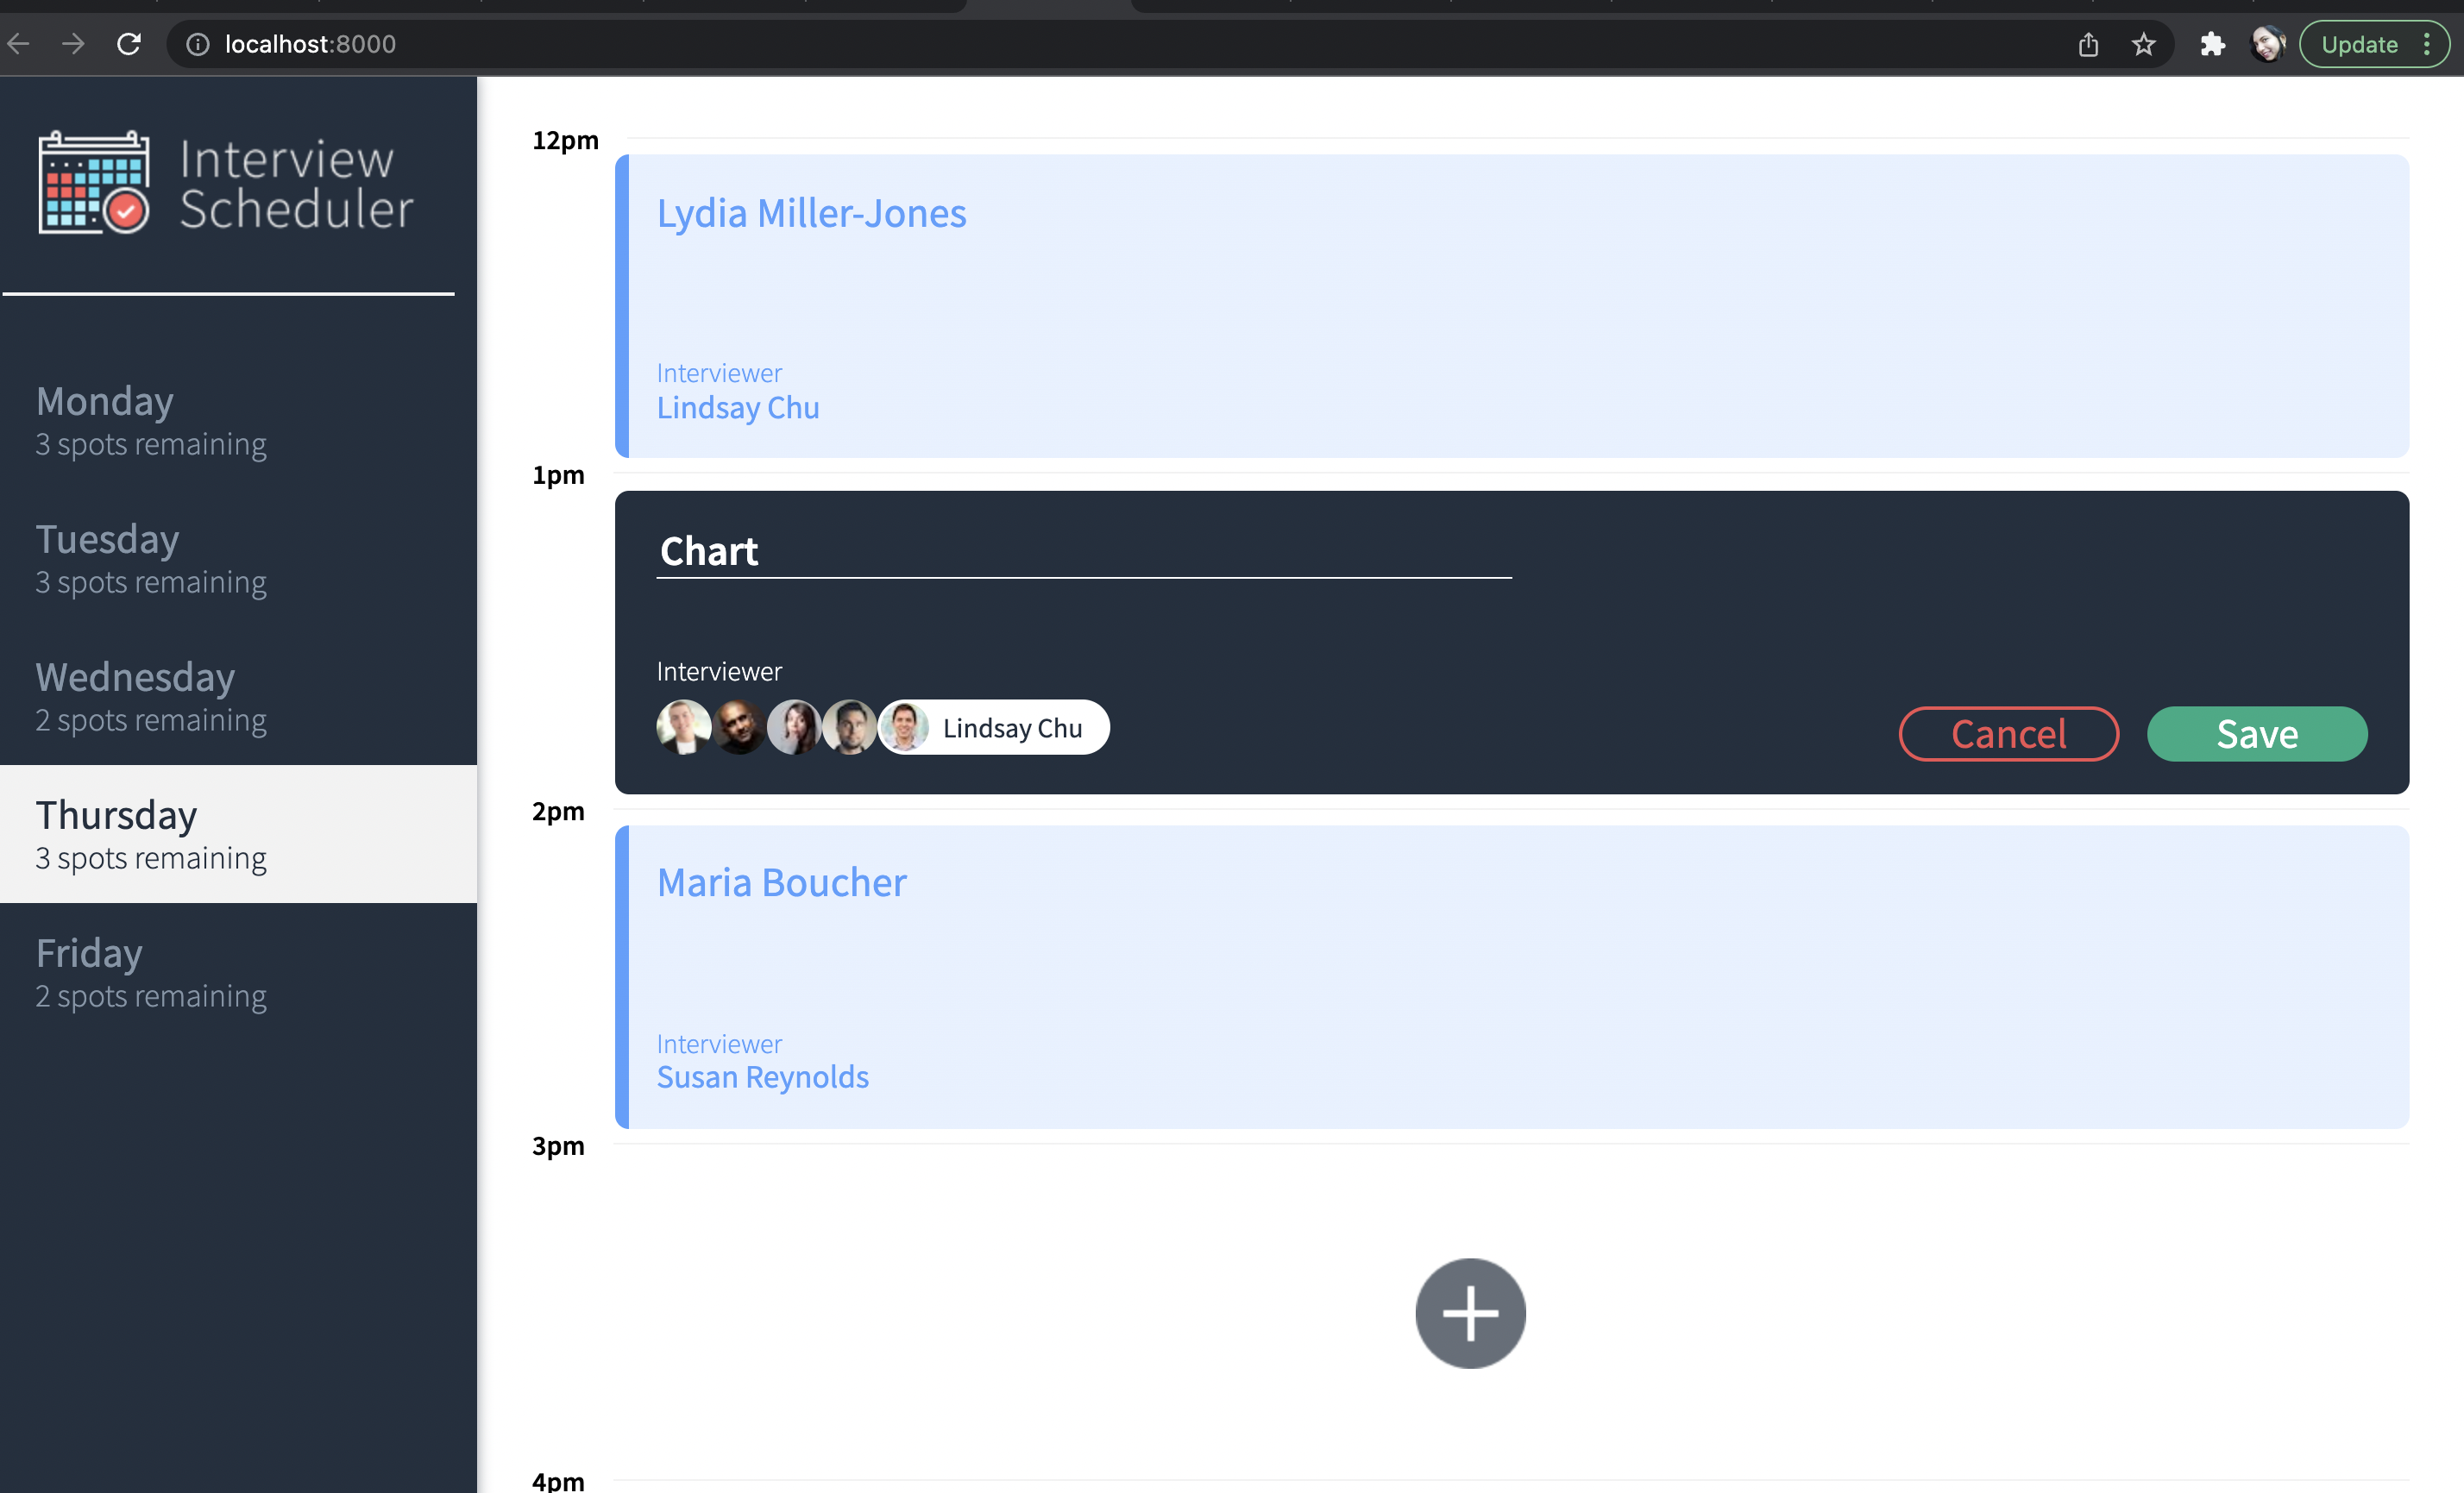 localhost:8000
Update
Interview
Scheduler
Monday
3 spots remaining
Tuesday
3 spots remaining
Wednesday
2 spots remaining
Thursday
3 spots remaining
Friday
2 spots remaining
12pm
Lydia Miller-Jones
Interviewer
Lindsay Chu
1pm
Chart
Interviewer
Lindsay Chu
Cancel
Save
2pm
Maria Boucher
Interviewer
Susan Reynolds
3pm
4pm